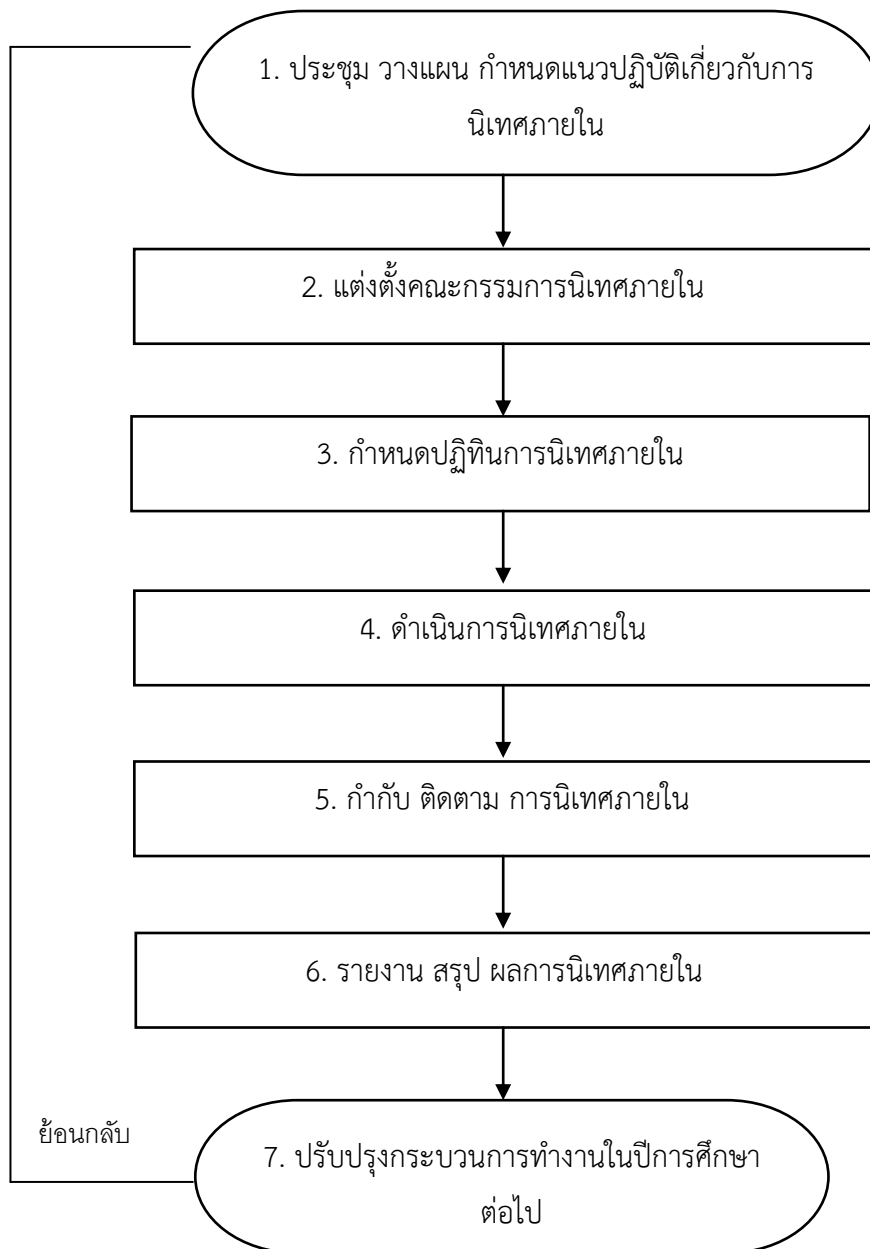 1. ประชุม วางแผน กำหนดแนวปฏิบัติเกี่ยวกับการ
นิเทศภายใน
2. แต่งตั้งคณะกรรมการนิเทศภายใน
3. กำหนดปฏิทินการนิเทศภายใน
4. ดำเนินการนิเทศภายใน
5. กำกับ ติดตาม การนิเทศภายใน
6. รายงาน สรุป ผลการนิเทศภายใน
ย้อนกลับ
7. ปรับปรุงกระบวนการทำงานในปีการศึกษา
ต่อไป